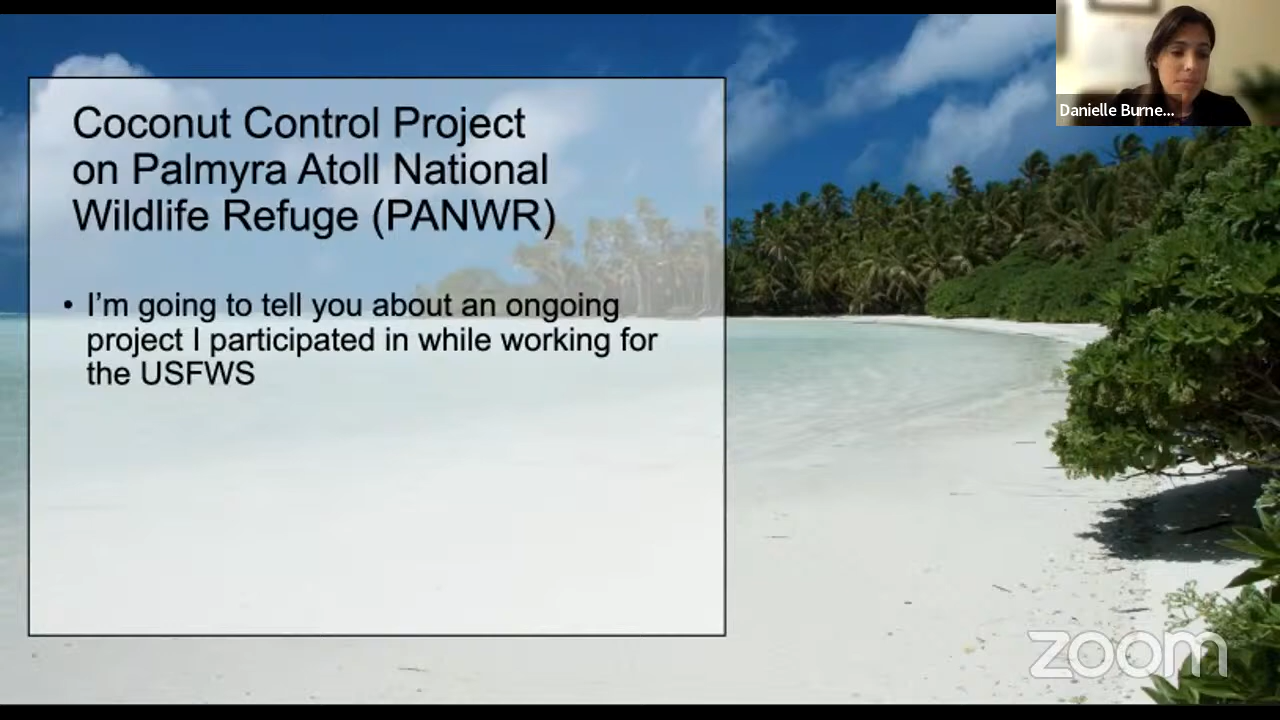 Coconut Control Project
on Palmyra Atoll National
Wildlife Refuge (PANWR)
• I'm going to tell you about an ongoing
project I participated in while working for
the USFWS
Danielle Burne...
zoom